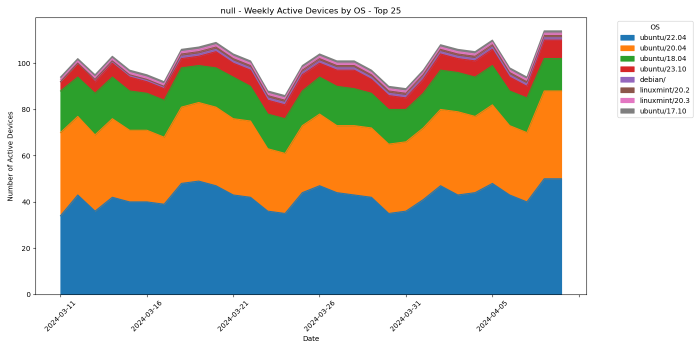 null - Weekly Active Devices by OS - Top 25
Number of Active Devices
100
80
60
40
20
0
2024-03-11
2024-03-16
2024-03-21
2024-03-26
2024-03-31
2024-04-05
Date
OS
ubuntu/22.04
ubuntu/20.04
ubuntu/18.04
ubuntu/23.10
debian/
linuxmint/20.2
linuxmint/20.3
ubuntu/17.10